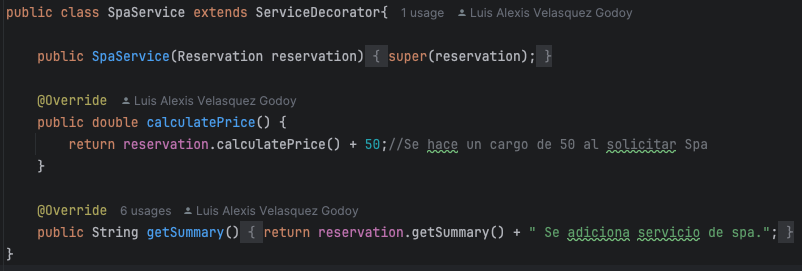 public class SpaService extends ServiceDecorator{ 1 usage Luis Alexis Velasquez Godoy
public SpaService(Reservation reservation) { super(reservation); }
@Override Luis Alexis Velasquez Godoy
public double calculatePrice() {
return reservation.calculatePrice() + 50;//Se hace un cargo de 50 al solicitar Spa
}
@Override 6 usages Luis Alexis Velasquez Godoy
public String getSummary() { return reservation.getSummary() + " Se adiciona servicio de spa."; }
}